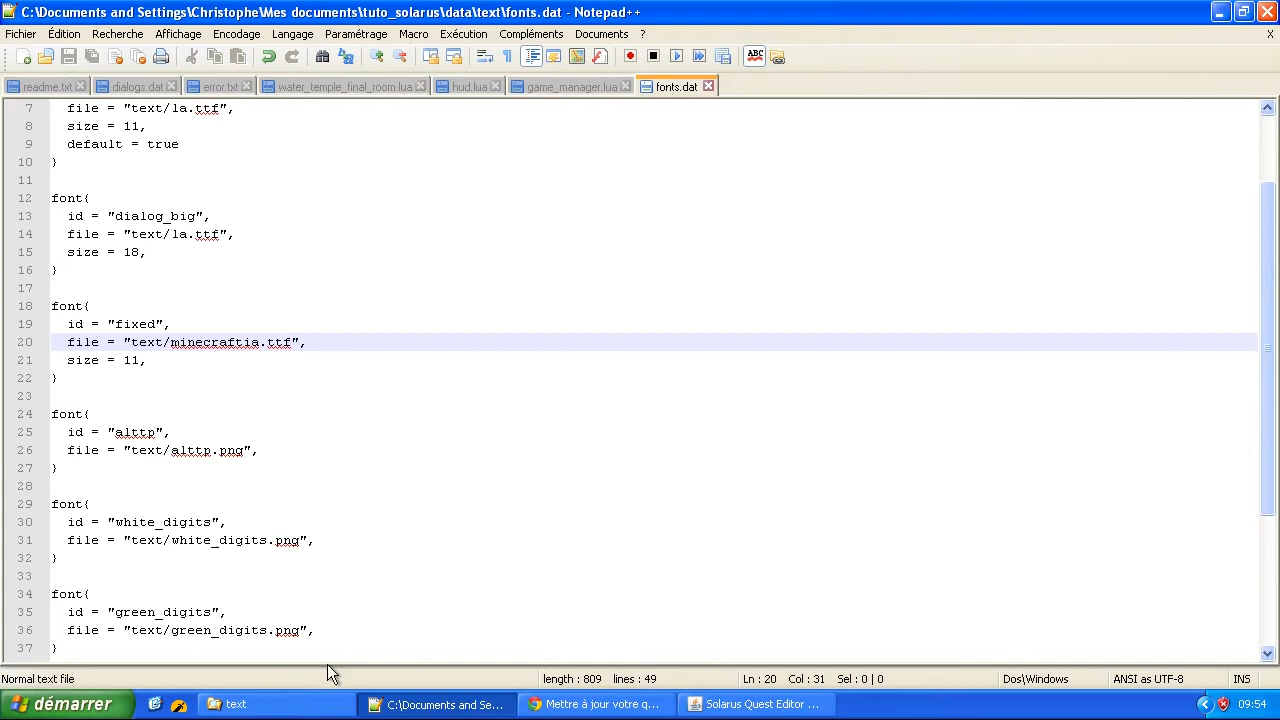 C:\Documents and Settings\Christophe\Mes documents\tuto_solarus\data\text\fonts.dat - Notepad++
Fichier Édition Recherche Affichage Encodage Langage Paramétrage Macro Exécution Compléments Documents ? X
ABC
readme.txt dialogs.dat error.txt water_temple_final_room.lua hud.lua game_manager.lua fonts.dat
7 file = "text/la.ttf",
8 size = 11,
9 default = true
10 }
11
12 font{
13 id = "dialog_big",
14 file = "text/la.ttf",
15 size = 18,
16 }
17
18 font{
19 id = "fixed",
20 file = "text/minecraftia.ttf",
21 size = 11,
22 }
23
24 font{
25 id = "alttp",
26 file = "text/alttp.png",
27 }
28
29 font{
30 id = "white_digits",
31 file = "text/white_digits.png",
32 }
33
34 font{
35 id = "green_digits",
36 file = "text/green_digits.png",
37 }
Normal text file length : 809 lines : 49 Ln : 20 Col : 31 Sel : 0 | 0 Dos\Windows ANSI as UTF-8 INS
démarrer text C:\Documents and Se... Mettre à jour votre q... Solarus Quest Editor ... 09:54